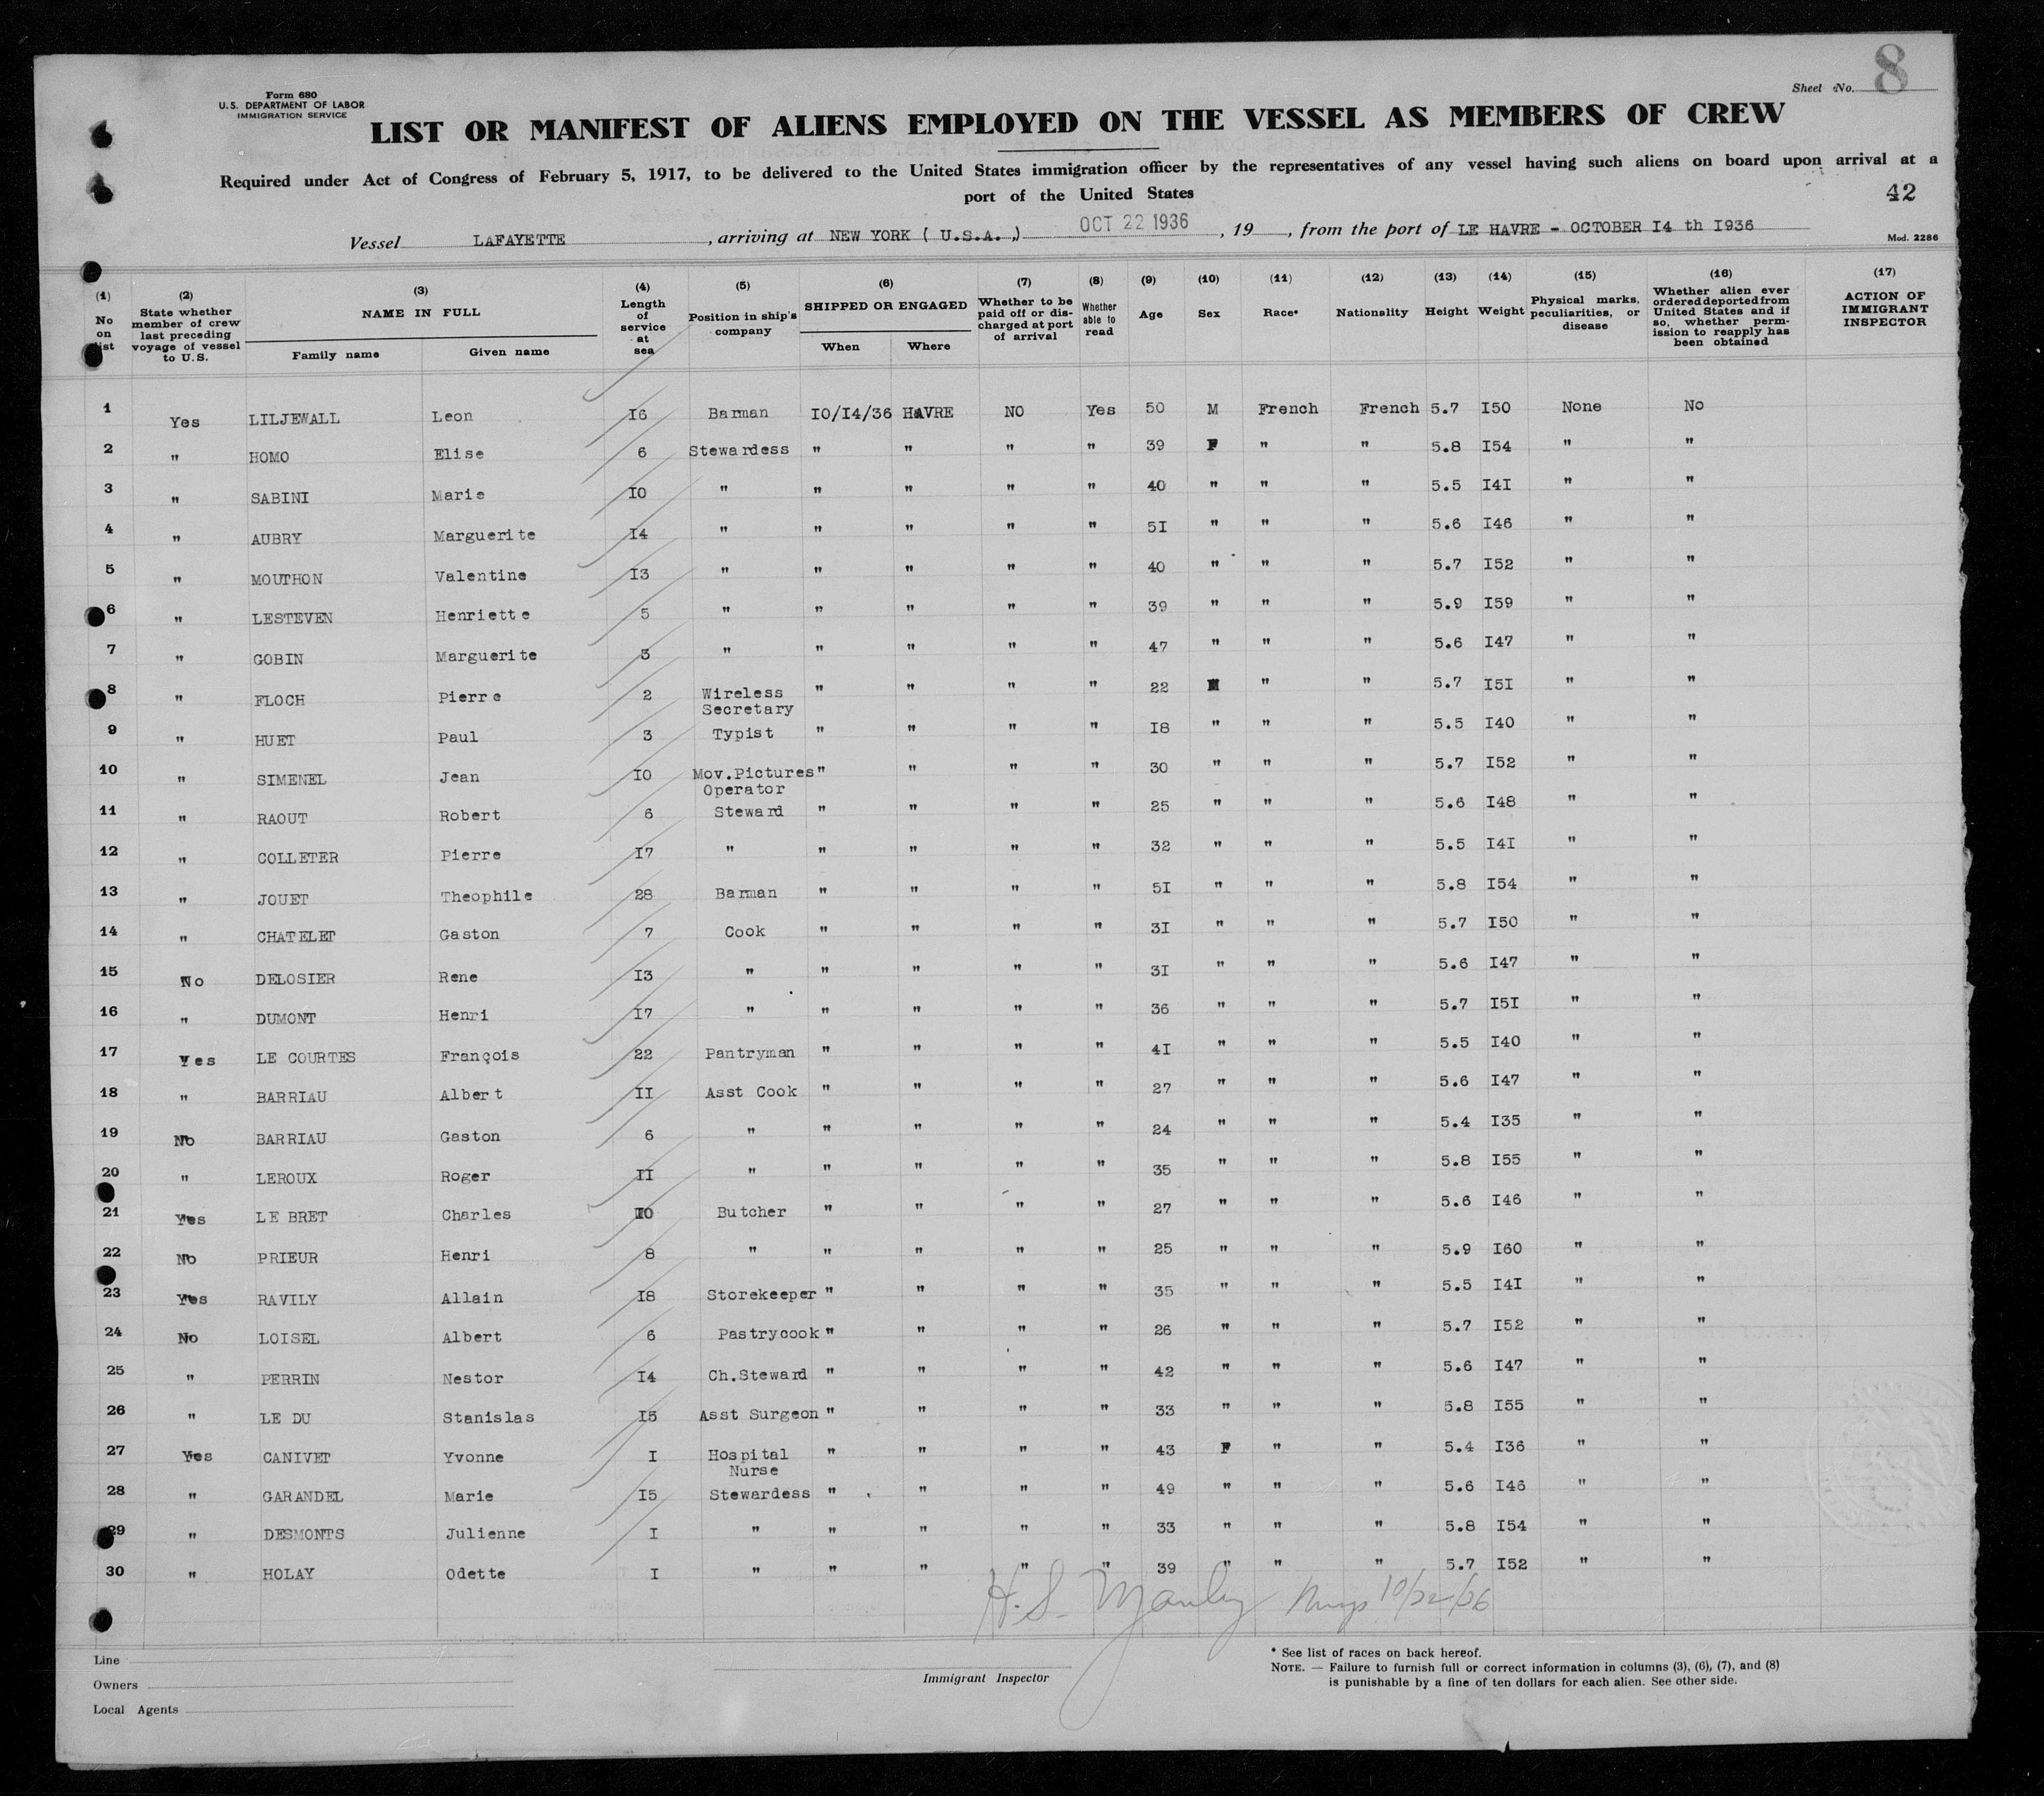 Form 680
U.S. DEPARTMENT OF LABOR
IMMIGRATION SERVICE
Sheet No. 8
LIST OR MANIFEST OF ALIENS EMPLOYED ON THE VESSEL AS MEMBERS OF CREW
Required under Act of Congress of February 5, 1917, to be delivered to the United States immigration officer by the representatives of any vessel having such aliens on board upon arrival at a
port of the United States
42
Vessel LAFAYETTE , arriving at NEW YORK ( U.S.A. ,) OCT 22 1936 , 19 , from the port of LE HAVRE - OCTOBER I4 th I936
Mod. 2286
(1) No on list (2) State whether member of crew last preceding voyage of vessel to U.S. (3) NAME IN FULL Family name Given name (4) Length of service at sea (5) Position in ship's company (6) SHIPPED OR ENGAGED When Where (7) Whether to be paid off or discharged at port of arrival (8) Whether able to read (9) Age (10) Sex (11) Race* (12) Nationality (13) Height (14) Weight (15) Physical marks, peculiarities, or disease (16) Whether alien ever ordered deported from United States and if so, whether permission to reapply has been obtained (17) ACTION OF IMMIGRANT INSPECTOR
1 Yes LILJEWALL Leon I6 Barman I0/I4/36 HAVRE NO Yes 50 M French French 5.7 I50 None No
2 " HOMO Elise 6 Stewardess " " " " 39 F " " 5.8 I54 " "
3 " SABINI Marie I0 " " " " " 40 " " " 5.5 I4I " "
4 " AUBRY Marguerite I4 " " " " " 5I " " " 5.6 I46 " "
5 " MOUTHON Valentine I3 " " " " " 40 " " " 5.7 I52 " "
6 " LESTEVEN Henriette 5 " " " " " 39 " " " 5.9 I59 " "
7 " GOBIN Marguerite 3 " " " " " 47 " " " 5.6 I47 " "
8 " FLOCH Pierre 2 Wireless Secretary " " " " 22 M " " 5.7 I5I " "
9 " HUET Paul 3 Typist " " " " I8 " " " 5.5 I40 " "
10 " SIMENEL Jean I0 Mov.Pictures Operator " " " " 30 " " " 5.7 I52 " "
11 " RAOUT Robert 6 Steward " " " " 25 " " " 5.6 I48 " "
12 " COLLETER Pierre I7 " " " " " 32 " " " 5.5 I4I " "
13 " JOUET Theophile 28 Barman " " " " 5I " " " 5.8 I54 " "
14 " CHATELET Gaston 7 Cook " " " " 3I " " " 5.7 I50 " "
15 No DELOSIER Rene I3 " " " " " 3I " " " 5.6 I47 " "
16 " DUMONT Henri I7 " " " " " 36 " " " 5.7 I5I " "
17 Yes LE COURTES François 22 Pantryman " " " " 4I " " " 5.5 I40 " "
18 " BARRIAU Albert II Asst Cook " " " " 27 " " " 5.6 I47 " "
19 No BARRIAU Gaston 6 " " " " " 24 " " " 5.4 I35 " "
20 " LEROUX Roger II " " " " " 35 " " " 5.8 I55 " "
21 Yes LE BRET Charles I0 Butcher " " " " 27 " " " 5.6 I46 " "
22 No PRIEUR Henri 8 " " " " " 25 " " " 5.9 I60 " "
23 Yes RAVILY Allain I8 Storekeeper " " " " 35 " " " 5.5 I4I " "
24 No LOISEL Albert 6 Pastrycook " " " " 26 " " " 5.7 I52 " "
25 " PERRIN Nestor I4 Ch.Steward " " " " 42 " " " 5.6 I47 " "
26 " LE DU Stanislas I5 Asst Surgeon " " " " 33 " " " 5.8 I55 " "
27 Yes CANIVET Yvonne I Hospital Nurse " " " " 43 F " " 5.4 I36 " "
28 " GARANDEL Marie I5 Stewardess " " " " 49 " " " 5.6 I46 " "
29 " DESMONTS Julienne I " " " " " 33 " " " 5.8 I54 " "
30 " HOLAY Odette I " " " " " 39 " " " 5.7 I52 " "
H. S. Manley 10/22/36
Line
Owners
Local Agents
Immigrant Inspector
* See list of races on back hereof.
NOTE. — Failure to furnish full or correct information in columns (3), (6), (7), and (8)
is punishable by a fine of ten dollars for each alien. See other side.